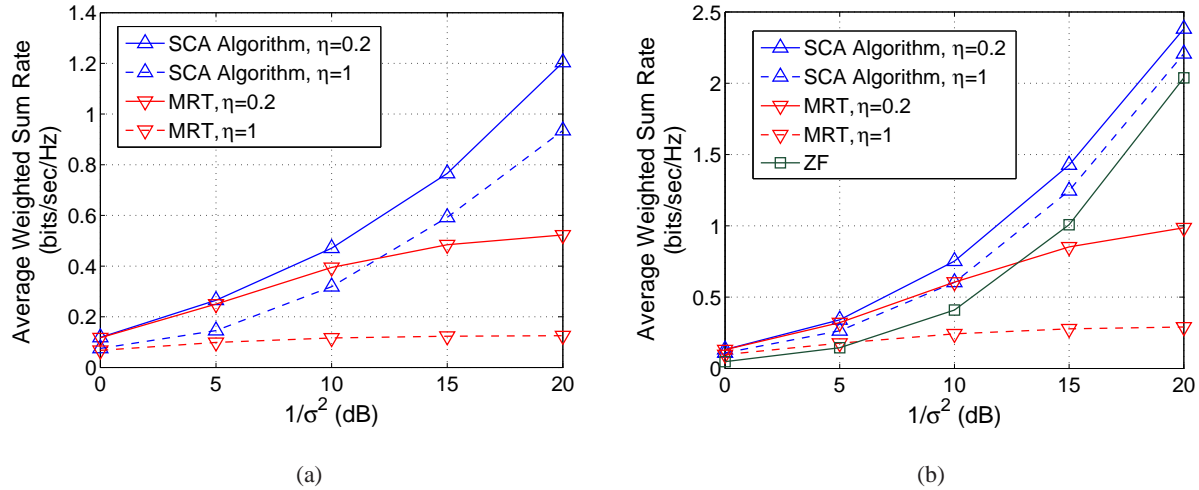 1.4
1.2
1
0.8
0.6
0.4
0.2
0
0
5
10
15
20
Average Weighted Sum Rate
(bits/sec/Hz)
1/σ² (dB)
SCA Algorithm, η=0.2
SCA Algorithm, η=1
MRT, η=0.2
MRT, η=1
(a)
2.5
2
1.5
1
0.5
0
0
5
10
15
20
Average Weighted Sum Rate
(bits/sec/Hz)
1/σ² (dB)
SCA Algorithm, η=0.2
SCA Algorithm, η=1
MRT, η=0.2
MRT, η=1
ZF
(b)